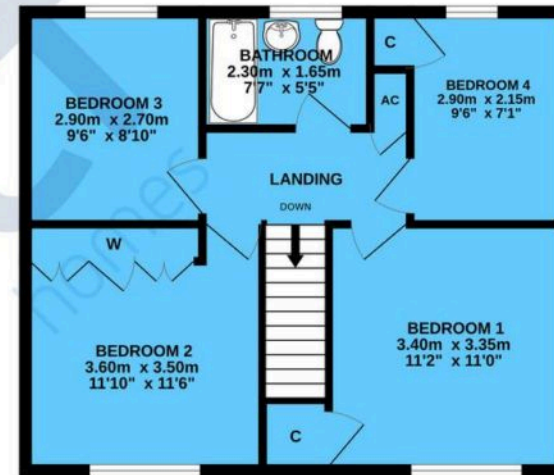 BATHROOM
2.30m x 1.65m
7'7" x 5'5"
C
BEDROOM 3
2.90m x 2.70m
9'6" x 8'10"
AC
BEDROOM 4
2.90m x 2.15m
9'6" x 7'1"
LANDING
DOWN
W
BEDROOM 2
3.60m x 3.50m
11'10" x 11'6"
BEDROOM 1
3.40m x 3.35m
11'2" x 11'0"
C
homes